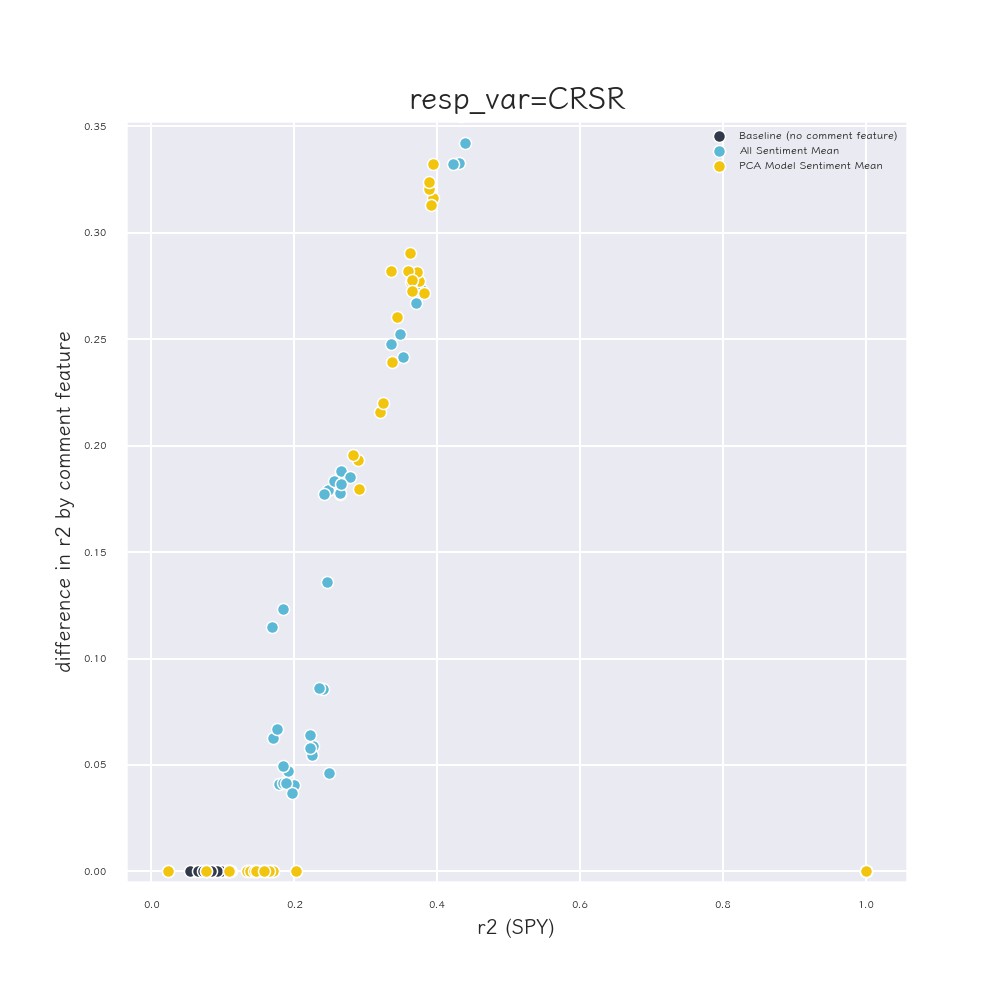 resp_var=CRSR
Baseline (no comment feature)
All Sentiment Mean
PCA Model Sentiment Mean
difference in r2 by comment feature
0.35
0.30
0.25
0.20
0.15
0.10
0.05
0.00
0.0 0.2 0.4 0.6 0.8 1.0
r2 (SPY)